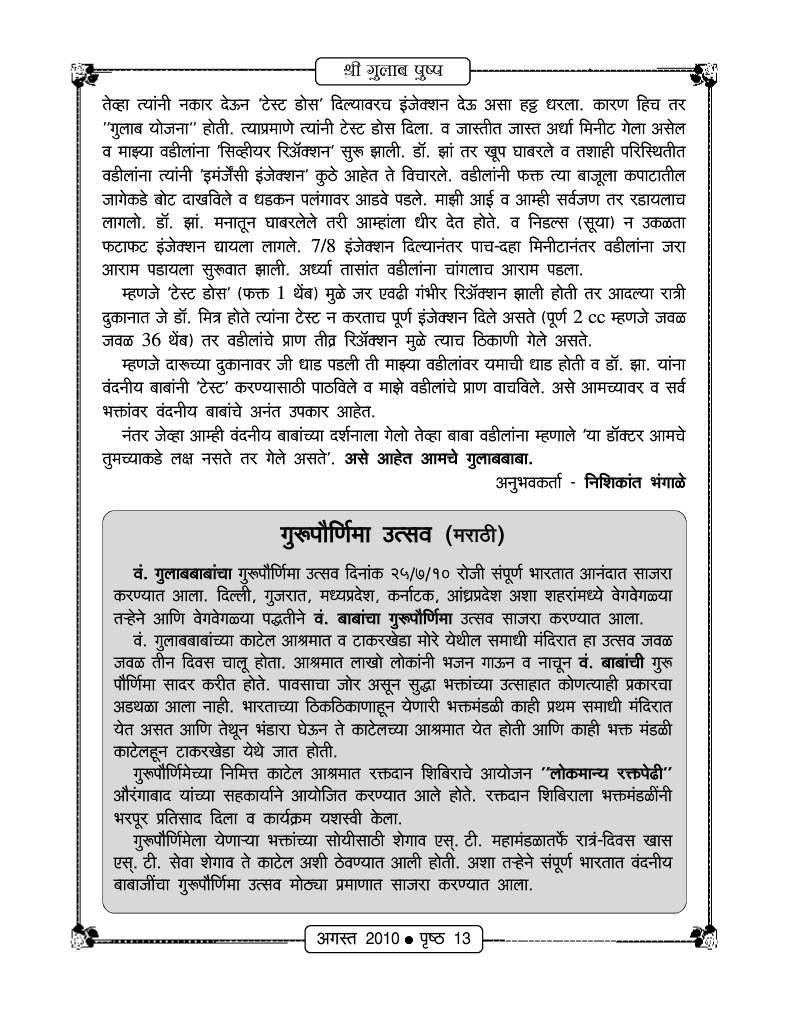 श्री गुलाब पुष्प
तेव्हा त्यांनी नकार देऊन 'टेस्ट डोस' दिल्यावरच इंजेक्शन देऊ असा हट्ट धरला. कारण हिच तर
"गुलाब योजना" होती. त्याप्रमाणे त्यांनी टेस्ट डोस दिला. व जास्तीत जास्त अर्धा मिनीट गेला असेल
व माझ्या वडीलांना 'सिव्हीयर रिॲक्शन' सुरू झाली. डॉ. झां तर खूप घाबरले व तशाही परिस्थितीत
वडीलांना त्यांनी 'इमंर्जेंसी इंजेक्शन' कुठे आहेत ते विचारले. वडीलांनी फक्त त्या बाजूला कपाटातील
जागेकडे बोट दाखविले व धडकन पलंगावर आडवे पडले. माझी आई व आम्ही सर्वजण तर रडायलाच
लागलो. डॉ. झां. मनातून घाबरलेले तरी आम्हांला धीर देत होते. व निडल्स (सूया) न उकळता
फटाफट इंजेक्शन द्यायला लागले. 7/8 इंजेक्शन दिल्यानंतर पाच-दहा मिनीटानंतर वडीलांना जरा
आराम पडायला सुरूवात झाली. अर्ध्या तासांत वडीलांना चांगलाच आराम पडला.
म्हणजे 'टेस्ट डोस' (फक्त 1 थेंब) मुळे जर एवढी गंभीर रिॲक्शन झाली होती तर आदल्या रात्री
दुकानात जे डॉ. मित्र होते त्यांना टेस्ट न करताच पूर्ण इंजेक्शन दिले असते (पूर्ण 2 cc म्हणजे जवळ
जवळ 36 थेंब) तर वडीलांचे प्राण तीव्र रिॲक्शन मुळे त्याच ठिकाणी गेले असते.
म्हणजे दारूच्या दुकानावर जी धाड पडली ती माझ्या वडीलांवर यमाची धाड होती व डॉ. झा. यांना
वंदनीय बाबांनी 'टेस्ट' करण्यासाठी पाठविले व माझे वडीलांचे प्राण वाचविले. असे आमच्यावर व सर्व
भक्तांवर वंदनीय बाबांचे अनंत उपकार आहेत.
नंतर जेव्हा आम्ही वंदनीय बाबांच्या दर्शनाला गेलो तेव्हा बाबा वडीलांना म्हणाले 'या डॉक्टर आमचे
तुमच्याकडे लक्ष नसते तर गेले असते'. असे आहेत आमचे गुलाबबाबा.
अनुभवकर्ता - निशिकांत भंगाळे
गुरूपौर्णिमा उत्सव (मराठी)
वं. गुलाबबाबांचा गुरूपौर्णिमा उत्सव दिनांक २५/७/१० रोजी संपूर्ण भारतात आनंदात साजरा
करण्यात आला. दिल्ली, गुजरात, मध्यप्रदेश, कर्नाटक, आंध्रप्रदेश अशा शहरांमध्ये वेगवेगळ्या
तऱ्हेने आणि वेगवेगळ्या पद्धतीने वं. बाबांचा गुरूपौर्णिमा उत्सव साजरा करण्यात आला.
वं. गुलाबबाबांच्या काटेल आश्रमात व टाकरखेडा मोरे येथील समाधी मंदिरात हा उत्सव जवळ
जवळ तीन दिवस चालू होता. आश्रमात लाखो लोकांनी भजन गाऊन व नाचून वं. बाबांची गुरू
पौर्णिमा सादर करीत होते. पावसाचा जोर असून सुद्धा भक्तांच्या उत्साहात कोणत्याही प्रकारचा
अडथळा आला नाही. भारताच्या ठिकठिकाणाहून येणारी भक्तमंडळी काही प्रथम समाधी मंदिरात
येत असत आणि तेथून भंडारा घेऊन ते काटेलच्या आश्रमात येत होती आणि काही भक्त मंडळी
काटेलहून टाकरखेडा येथे जात होती.
गुरूपौर्णिमेच्या निमित्त काटेल आश्रमात रक्तदान शिबिराचे आयोजन "लोकमान्य रक्तपेढी"
औरंगाबाद यांच्या सहकार्याने आयोजित करण्यात आले होते. रक्तदान शिबिराला भक्तमंडळींनी
भरपूर प्रतिसाद दिला व कार्यक्रम यशस्वी केला.
गुरूपौर्णिमेला येणाऱ्या भक्तांच्या सोयीसाठी शेगाव एस्. टी. महामंडळातर्फे रात्रं-दिवस खास
एस्. टी. सेवा शेगाव ते काटेल अशी ठेवण्यात आली होती. अशा तऱ्हेने संपूर्ण भारतात वंदनीय
बाबाजींचा गुरूपौर्णिमा उत्सव मोठ्या प्रमाणात साजरा करण्यात आला.
अगस्त 2010 ● पृष्ठ 13